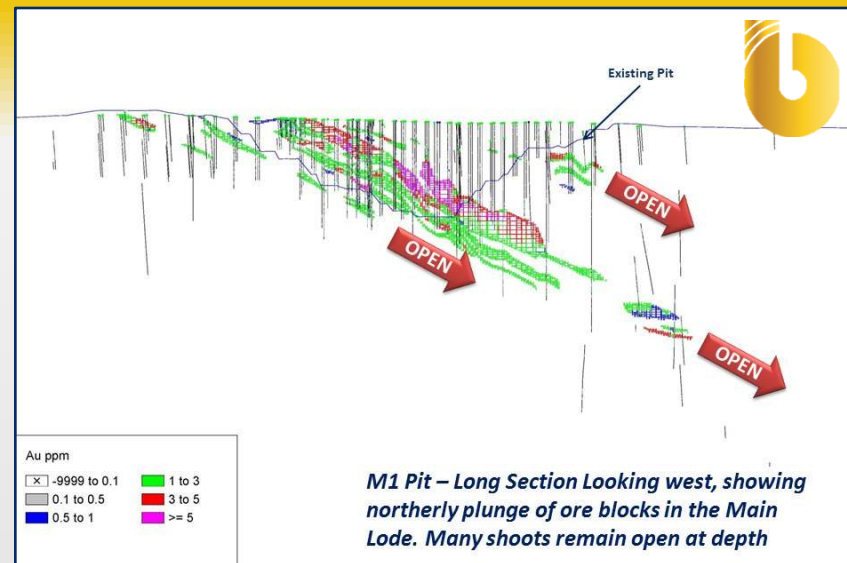 Existing Pit
OPEN
OPEN
OPEN
Au ppm
-9999 to 0.1
0.1 to 0.5
0.5 to 1
1 to 3
3 to 5
>= 5
M1 Pit – Long Section Looking west, showing
northerly plunge of ore blocks in the Main
Lode. Many shoots remain open at depth